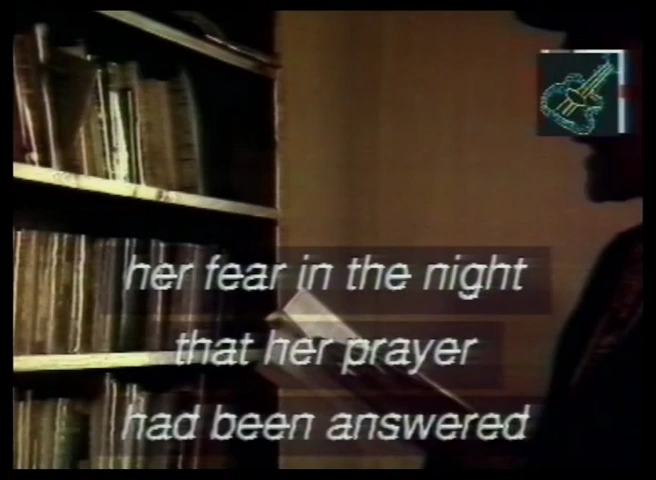 her fear in the night
that her prayer
had been answered